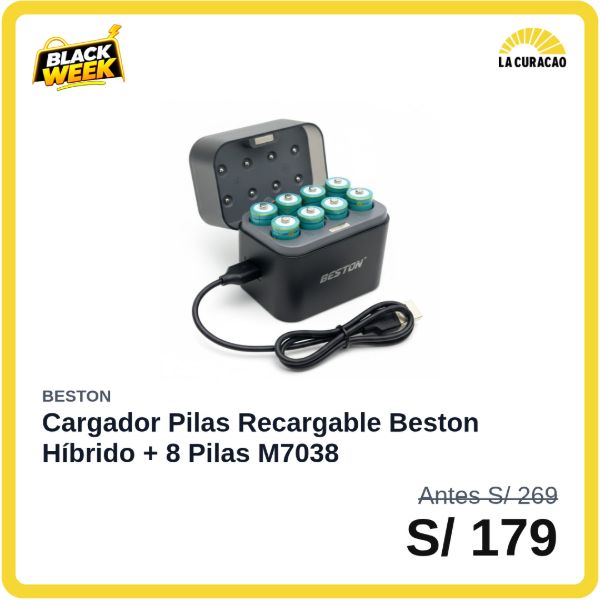 BLACK
WEEK
LA CURACAO
BESTON
BESTON
Cargador Pilas Recargable Beston
Híbrido + 8 Pilas M7038
Antes S/ 269
S/ 179